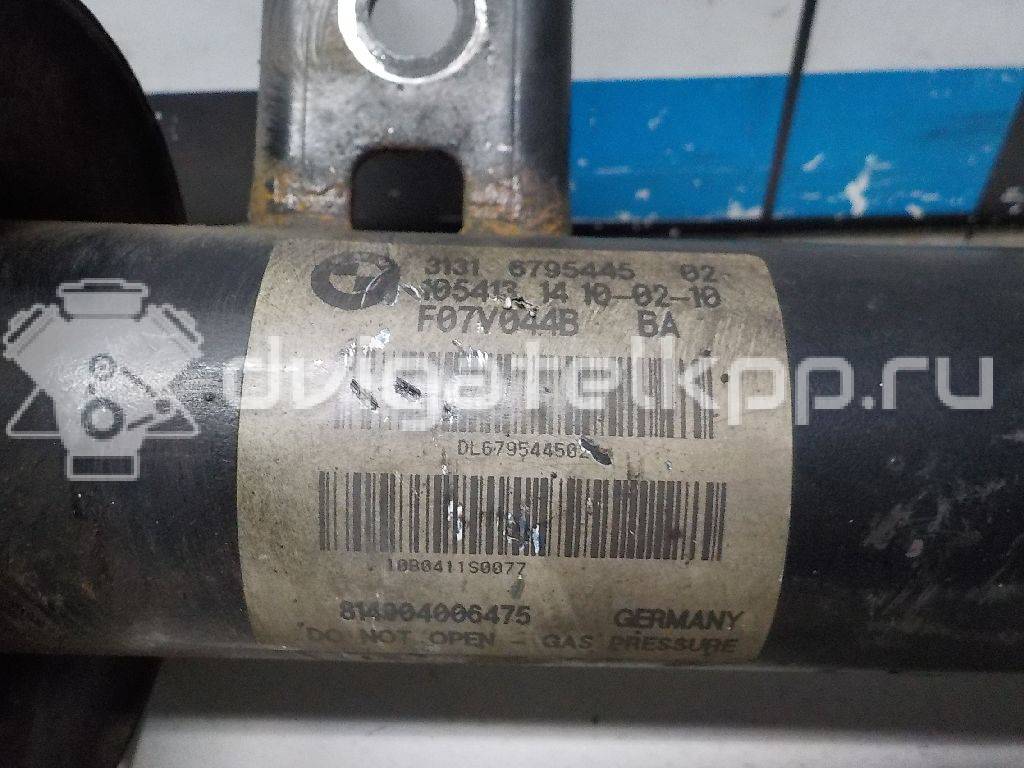 3131 6795445 02
105413 14 10-02-10
F07V044B BA
dvigatelkpp.ru
DL679544502
10B0411S0077
814904006475 GERMANY
DO NOT OPEN - GAS PRESSURE